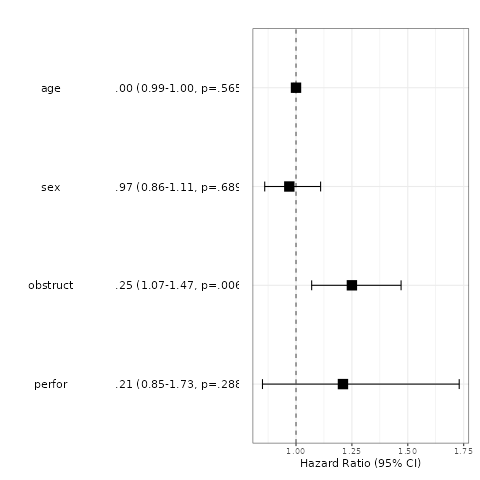 age .00 (0.99-1.00, p=.565
sex .97 (0.86-1.11, p=.689
obstruct .25 (1.07-1.47, p=.006
perfor .21 (0.85-1.73, p=.288
1.00 1.25 1.50 1.75
Hazard Ratio (95% CI)